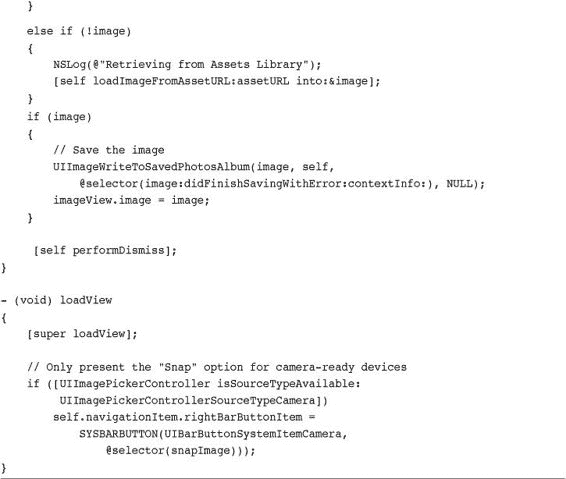 }
else if (!image)
{
NSLog(@"Retrieving from Assets Library");
[self loadImageFromAssetURL:assetURL into:&image];
}
if (image)
{
// Save the image
UIImageWriteToSavedPhotosAlbum(image, self,
@selector(image:didFinishSavingWithError:contextInfo:), NULL);
imageView.image = image;
}
[self performDismiss];
}
- (void) loadView
{
[super loadView];
// Only present the "Snap" option for camera-ready devices
if ([UIImagePickerController isSourceTypeAvailable:
UIImagePickerControllerSourceTypeCamera])
self.navigationItem.rightBarButtonItem =
SYSBARBUTTON(UIBarButtonSystemItemCamera,
@selector(snapImage)));
}